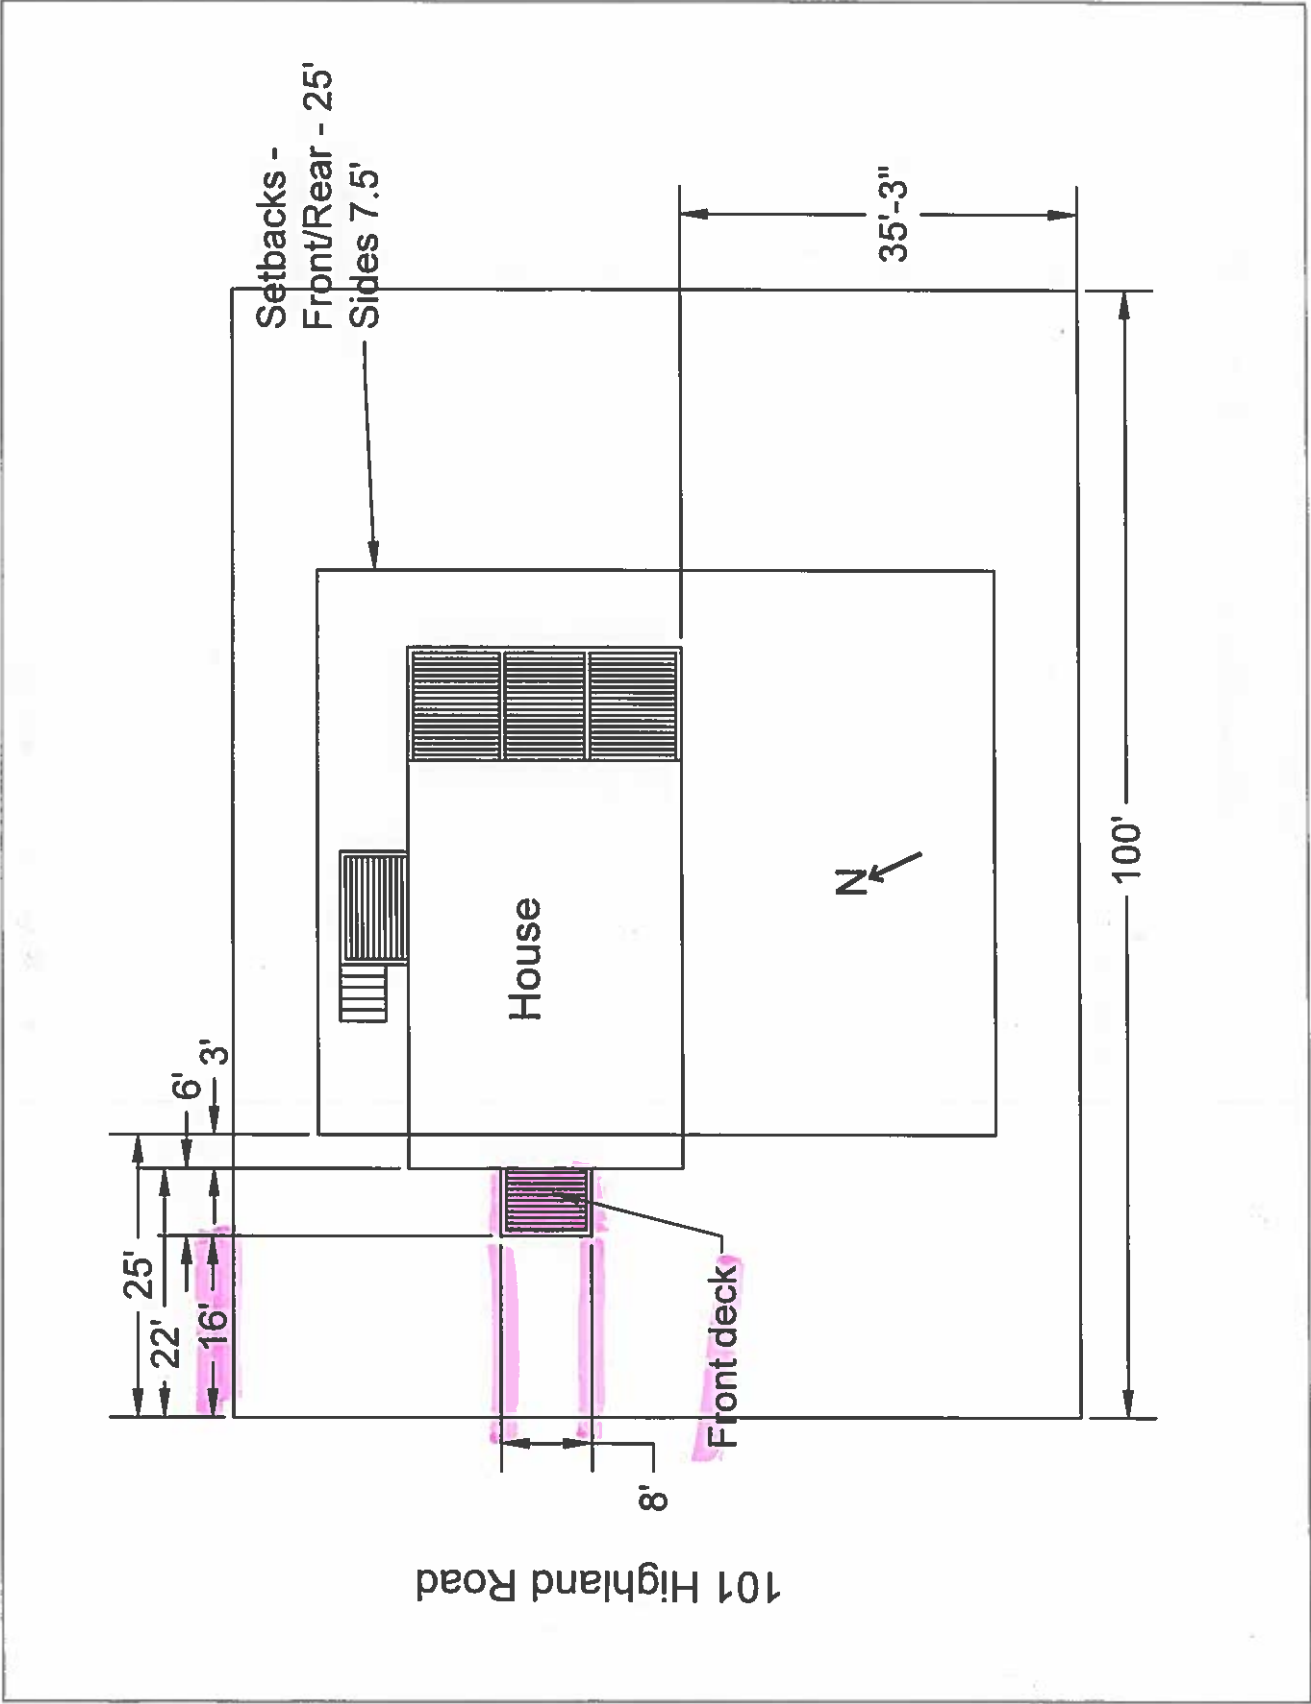 Setbacks -
Front/Rear - 25'
Sides 7.5'
35'-3"
100'
3'
6'
25'
22'
16'
House
N
Front deck
8'
101 Highland Road